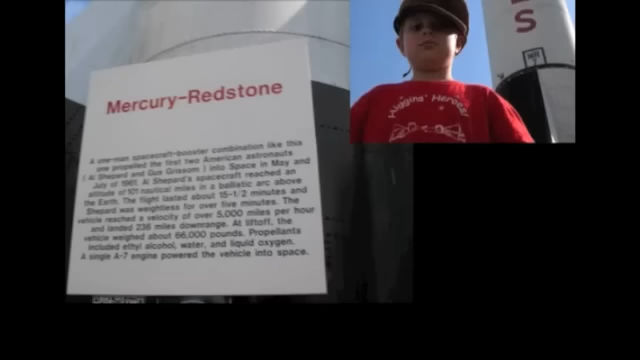 Mercury-Redstone
A one-man spacecraft-booster combination like this
one propelled the first two American astronauts
( Al Shepard and Gus Grissom ) into Space in May and
July of 1961. Al Shepard's spacecraft reached an
altitude of 101 nautical miles in a ballistic arc above
the Earth. The flight lasted about 15-1/2 minutes and
Shepard was weightless for over five minutes. The
vehicle reached a velocity of over 5,000 miles per hour
and landed 236 miles downrange. At liftoff, the
vehicle weighed about 66,000 pounds. Propellants
included ethyl alcohol, water, and liquid oxygen.
A single A-7 engine powered the vehicle into space.
Higgins' Heroes
S